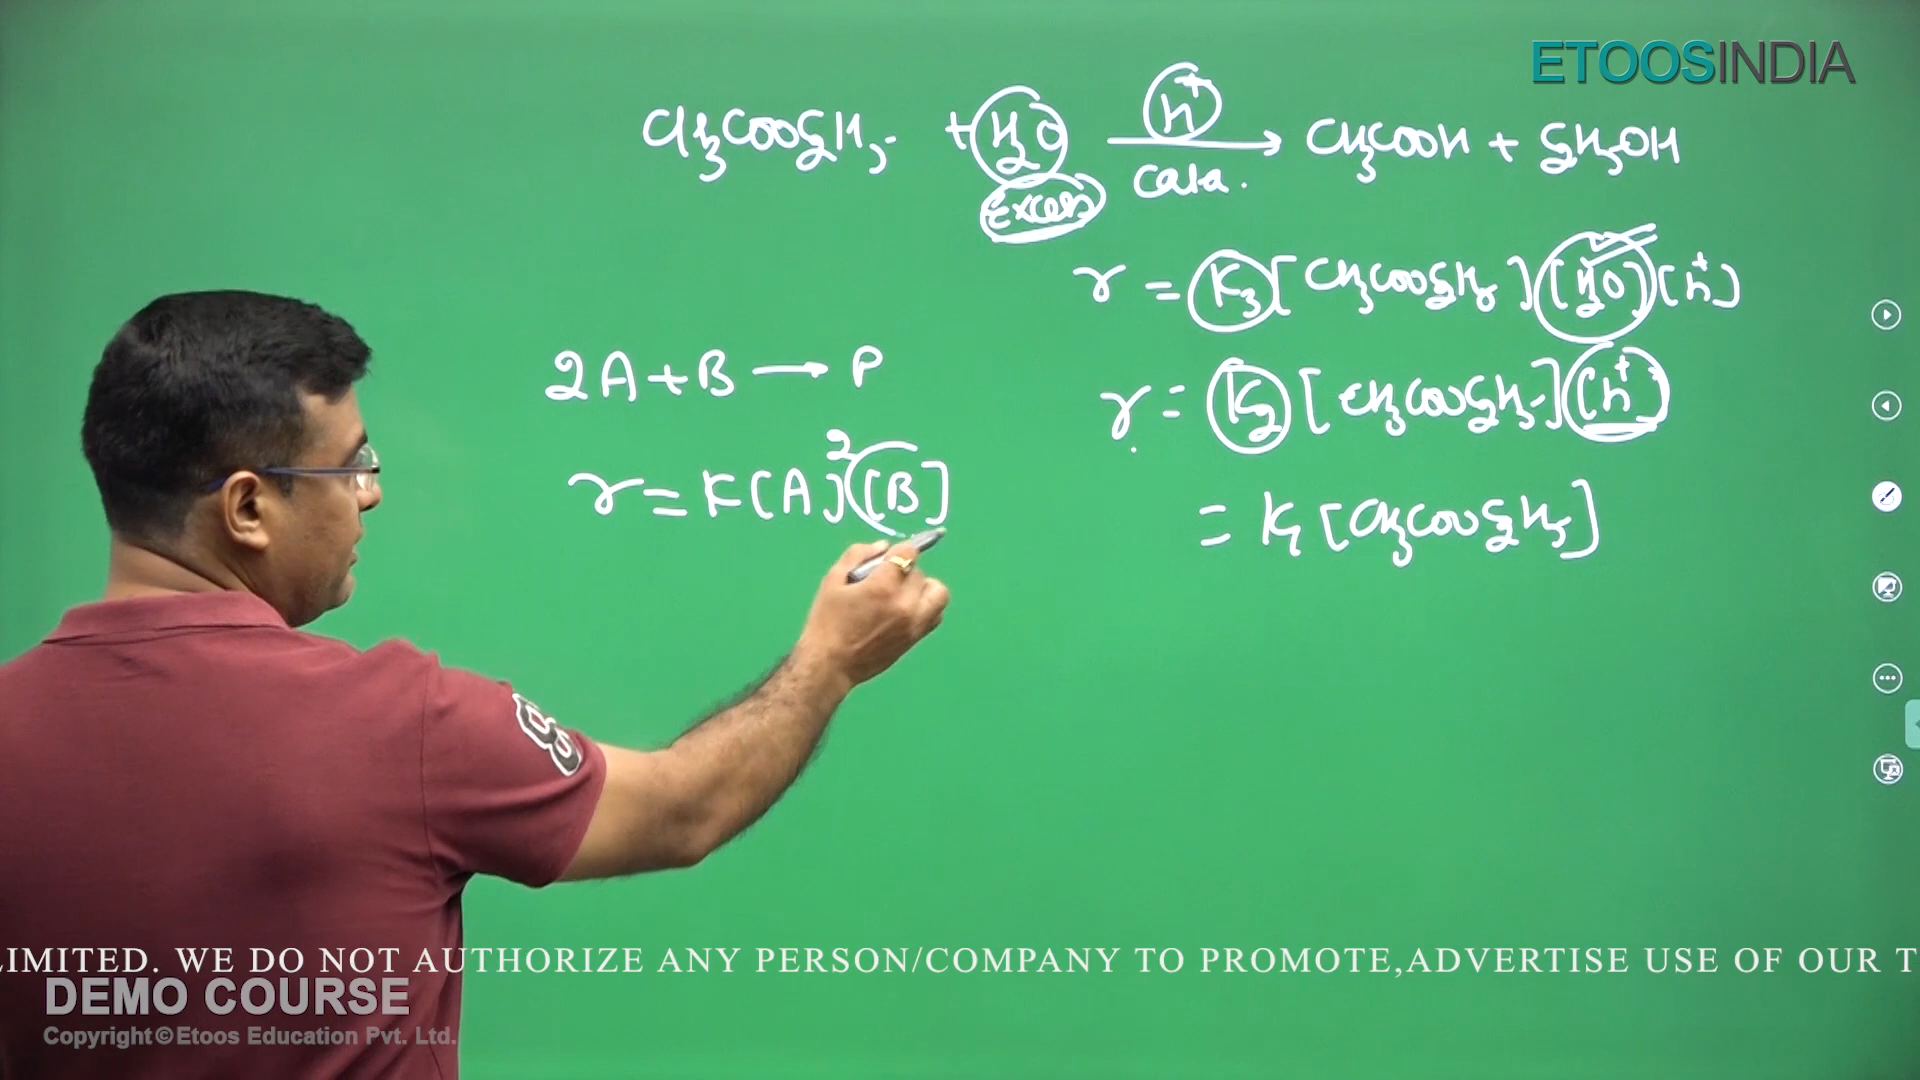 ETOOSINDIA
CH₃COOC₂H₅ + H₂O H⁺ → CH₃COOH + C₂H₅OH
Excess Cata.
r = K₃ [CH₃COOC₂H₅] [H₂O] [H⁺]
2A + B → P
r = K₂ [CH₃COOC₂H₅] [H⁺]
r = K[A]²[B]
= K₁ [CH₃COOC₂H₅]
LIMITED. WE DO NOT AUTHORIZE ANY PERSON/COMPANY TO PROMOTE,ADVERTISE USE OF OUR T
DEMO COURSE
Copyright © Etoos Education Pvt. Ltd.